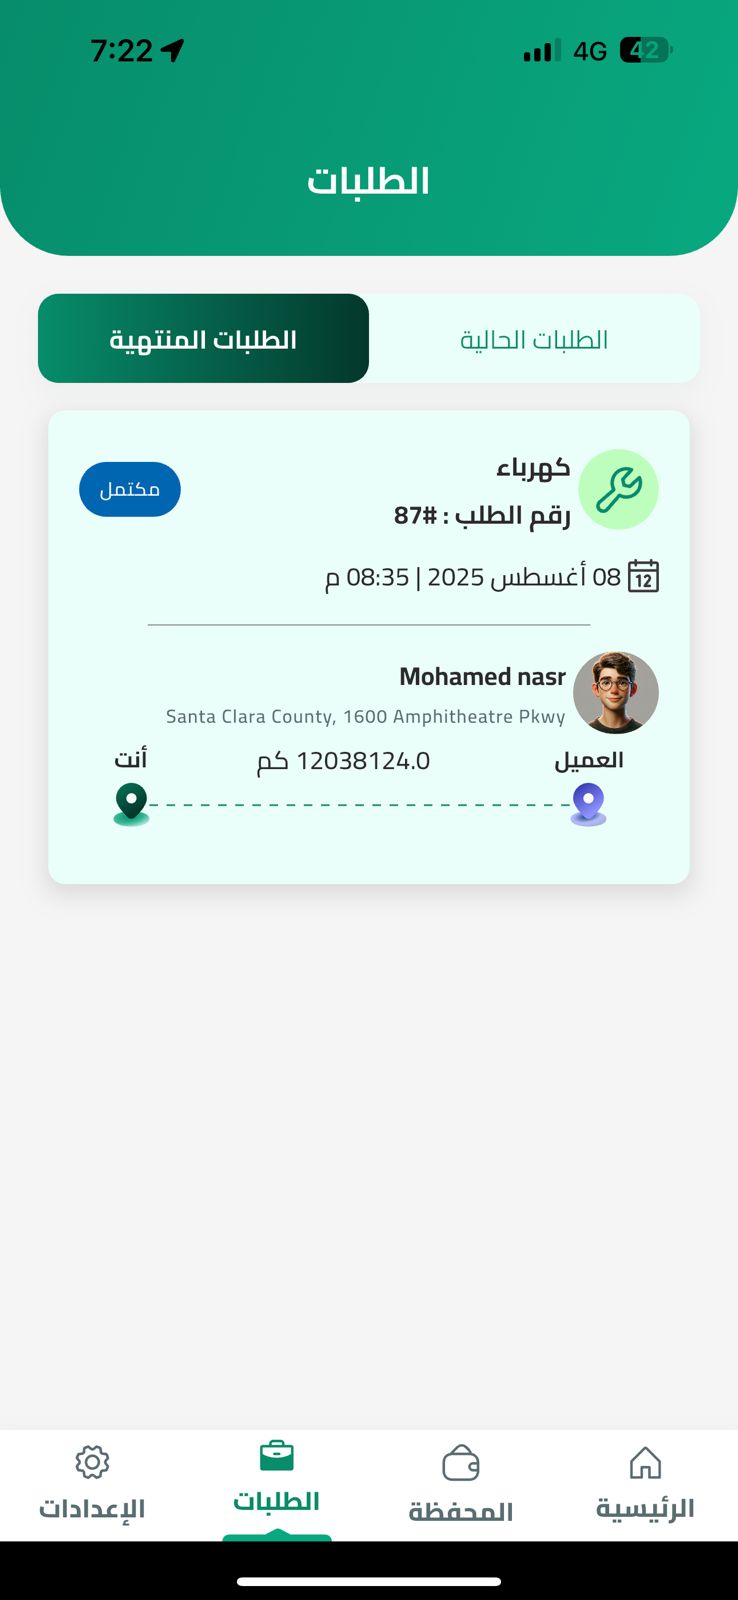 7:22
4G 42
الطلبات
الطلبات الحالية
الطلبات المنتهية
كهرباء
مكتمل
رقم الطلب : #87
12
08 أغسطس 2025 | 08:35 م
Mohamed nasr
Santa Clara County, 1600 Amphitheatre Pkwy
العميل
12038124.0 كم
أنت
الرئيسية
المحفظة
الطلبات
الإعدادات